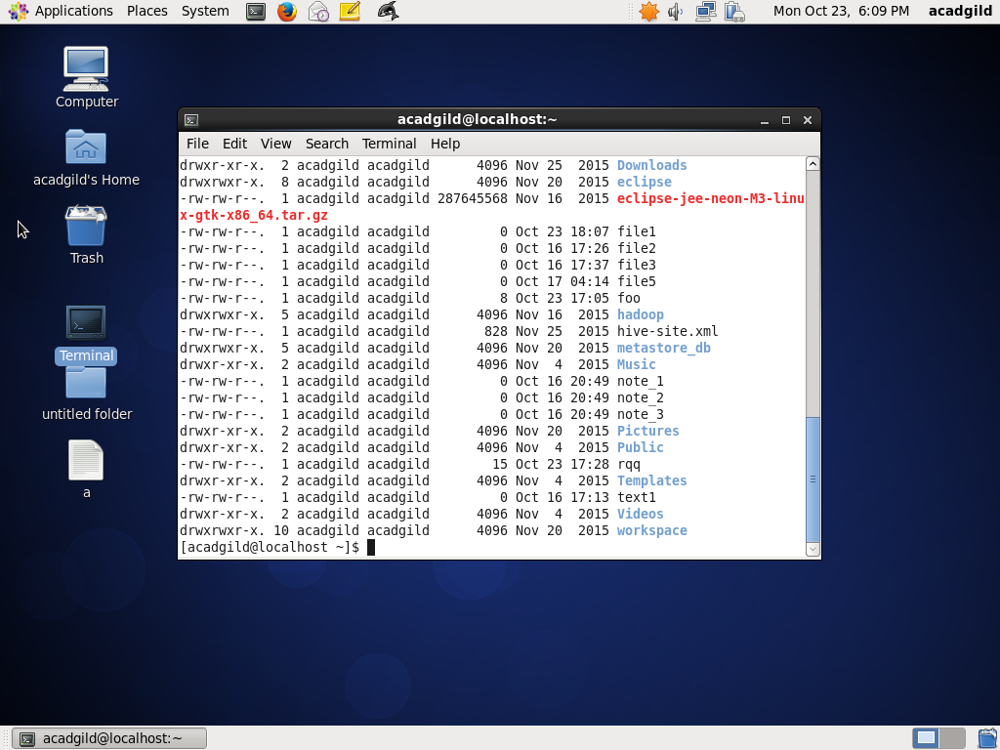 Applications Places System Mon Oct 23, 6:09 PM acadgild
Computer
acadgild's Home
Trash
Terminal
untitled folder
a
acadgild@localhost:~
File Edit View Search Terminal Help
drwxr-xr-x.  2 acadgild acadgild      4096 Nov 25  2015 Downloads
drwxrwxr-x.  8 acadgild acadgild      4096 Nov 20  2015 eclipse
-rw-rw-r--.  1 acadgild acadgild 287645568 Nov 16  2015 eclipse-jee-neon-M3-linu
x-gtk-x86_64.tar.gz
-rw-rw-r--.  1 acadgild acadgild         0 Oct 23 18:07 file1
-rw-rw-r--.  1 acadgild acadgild         0 Oct 16 17:26 file2
-rw-rw-r--.  1 acadgild acadgild         0 Oct 16 17:37 file3
-rw-rw-r--.  1 acadgild acadgild         0 Oct 17 04:14 file5
-rw-rw-r--.  1 acadgild acadgild         8 Oct 23 17:05 foo
drwxrwxr-x.  5 acadgild acadgild      4096 Nov 16  2015 hadoop
-rw-rw-r--.  1 acadgild acadgild       828 Nov 25  2015 hive-site.xml
drwxrwxr-x.  5 acadgild acadgild      4096 Nov 20  2015 metastore_db
drwxr-xr-x.  2 acadgild acadgild      4096 Nov  4  2015 Music
-rw-rw-r--.  1 acadgild acadgild         0 Oct 16 20:49 note_1
-rw-rw-r--.  1 acadgild acadgild         0 Oct 16 20:49 note_2
-rw-rw-r--.  1 acadgild acadgild         0 Oct 16 20:49 note_3
drwxr-xr-x.  2 acadgild acadgild      4096 Nov 20  2015 Pictures
drwxr-xr-x.  2 acadgild acadgild      4096 Nov  4  2015 Public
-rw-rw-r--.  1 acadgild acadgild        15 Oct 23 17:28 rqq
drwxr-xr-x.  2 acadgild acadgild      4096 Nov  4  2015 Templates
-rw-rw-r--.  1 acadgild acadgild         0 Oct 16 17:13 text1
drwxr-xr-x.  2 acadgild acadgild      4096 Nov  4  2015 Videos
drwxrwxr-x. 10 acadgild acadgild      4096 Nov 20  2015 workspace
[acadgild@localhost ~]$
acadgild@localhost:~